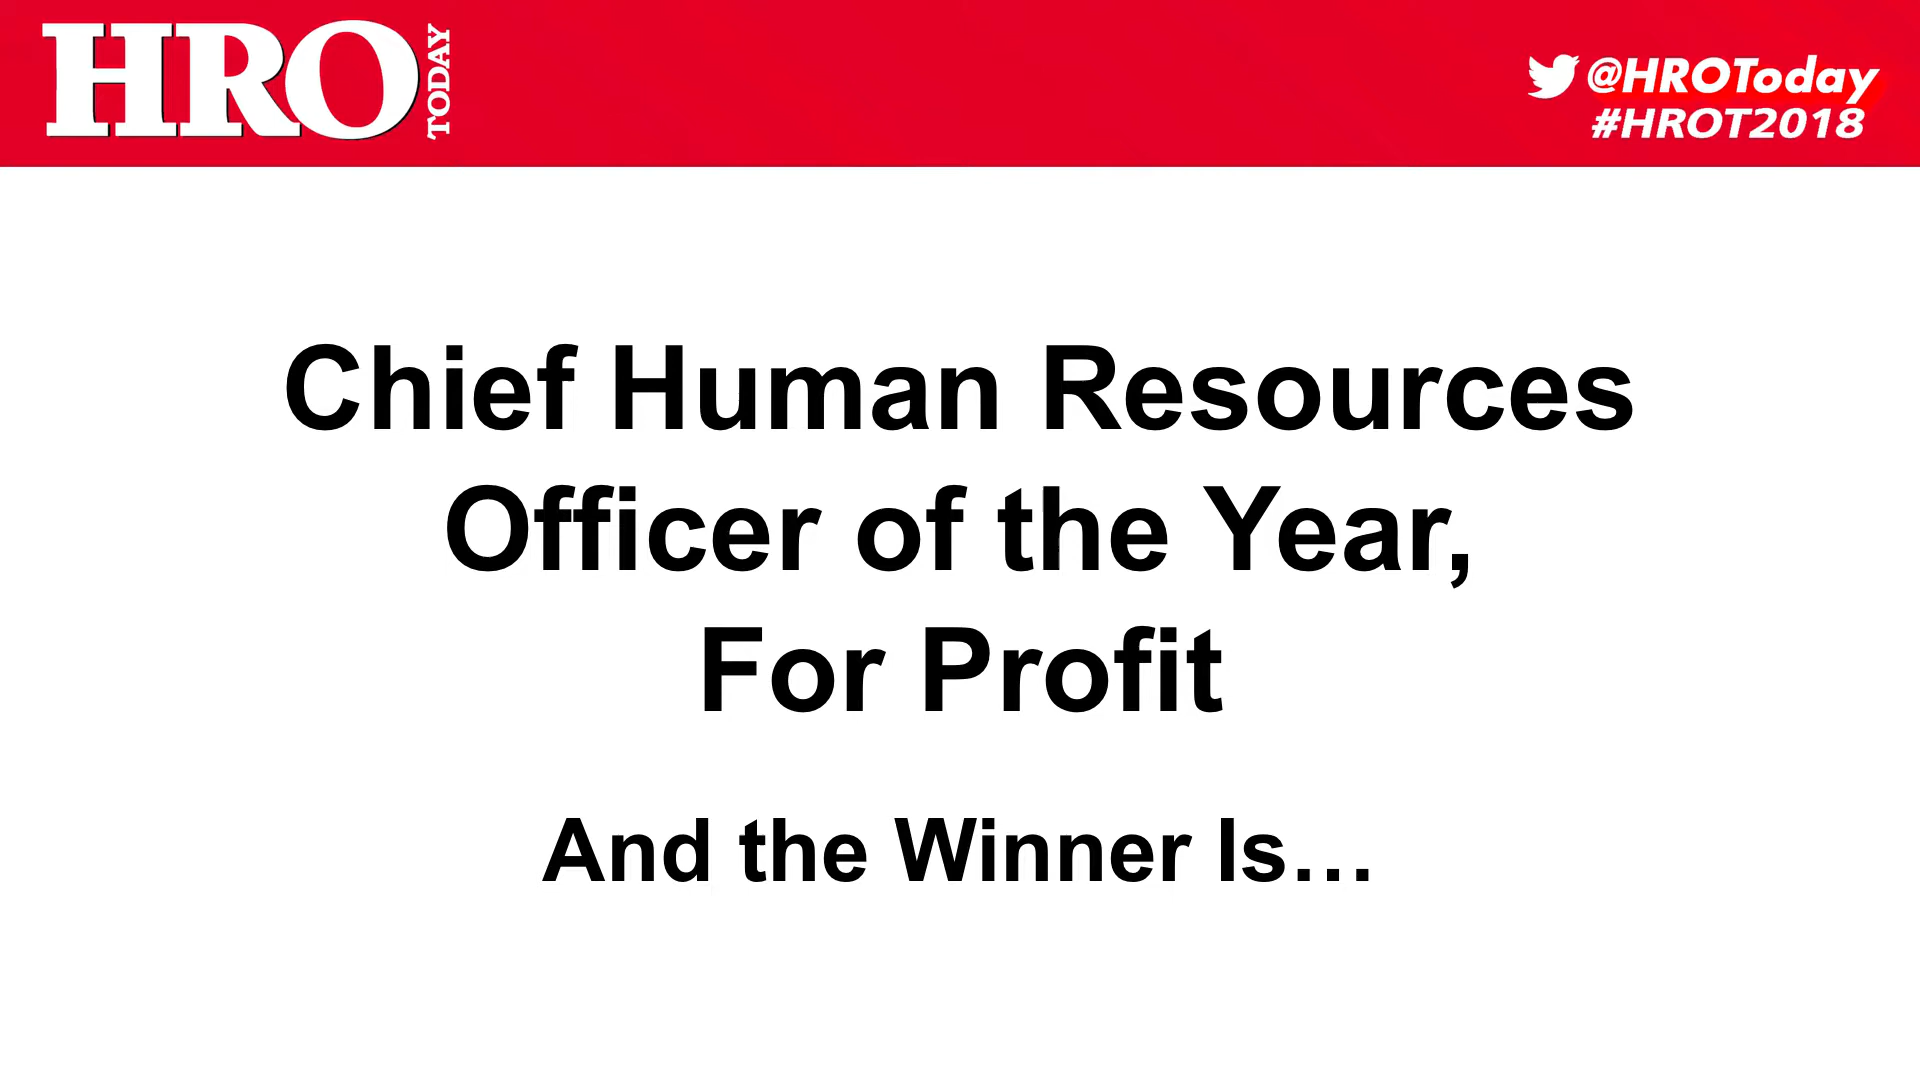 HRO TODAY
@HROToday
#HROT2018
Chief Human Resources
Officer of the Year,
For Profit
And the Winner Is…